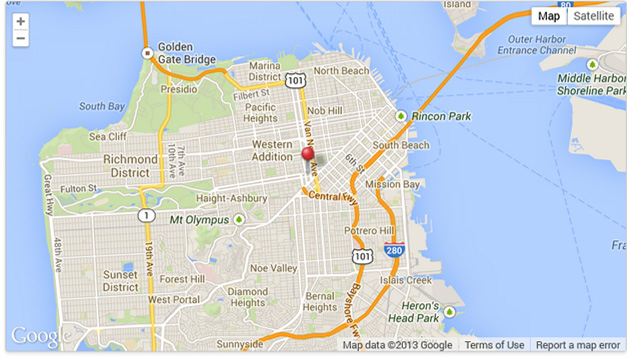 Island
80
+
−
Map
Satellite
Golden
Gate Bridge
Outer Harbor
Entrance Channel
Marina
District
North Beach
101
Middle Harbor
Shoreline Park
Presidio
Filbert St
South Bay
Pacific
Heights
Nob Hill
Rincon Park
Sea Cliff
Van Ness Ave
Western
Addition
South Beach
7th Ave
10th Ave
6th St
Richmond
District
Mission Bay
Fulton St
Haight-Ashbury
Central Fwy
Great Hwy
1
Mt Olympus
Potrero Hill
280
48th Ave
19th Ave
101
Noe Valley
Sunset
District
Forest Hill
Islais Creek
West Portal
Diamond
Heights
Bernal
Heights
Bayshore Fwy
Heron's
Head Park
Sunnyside
Google
Map data ©2013 Google
Terms of Use
Report a map error